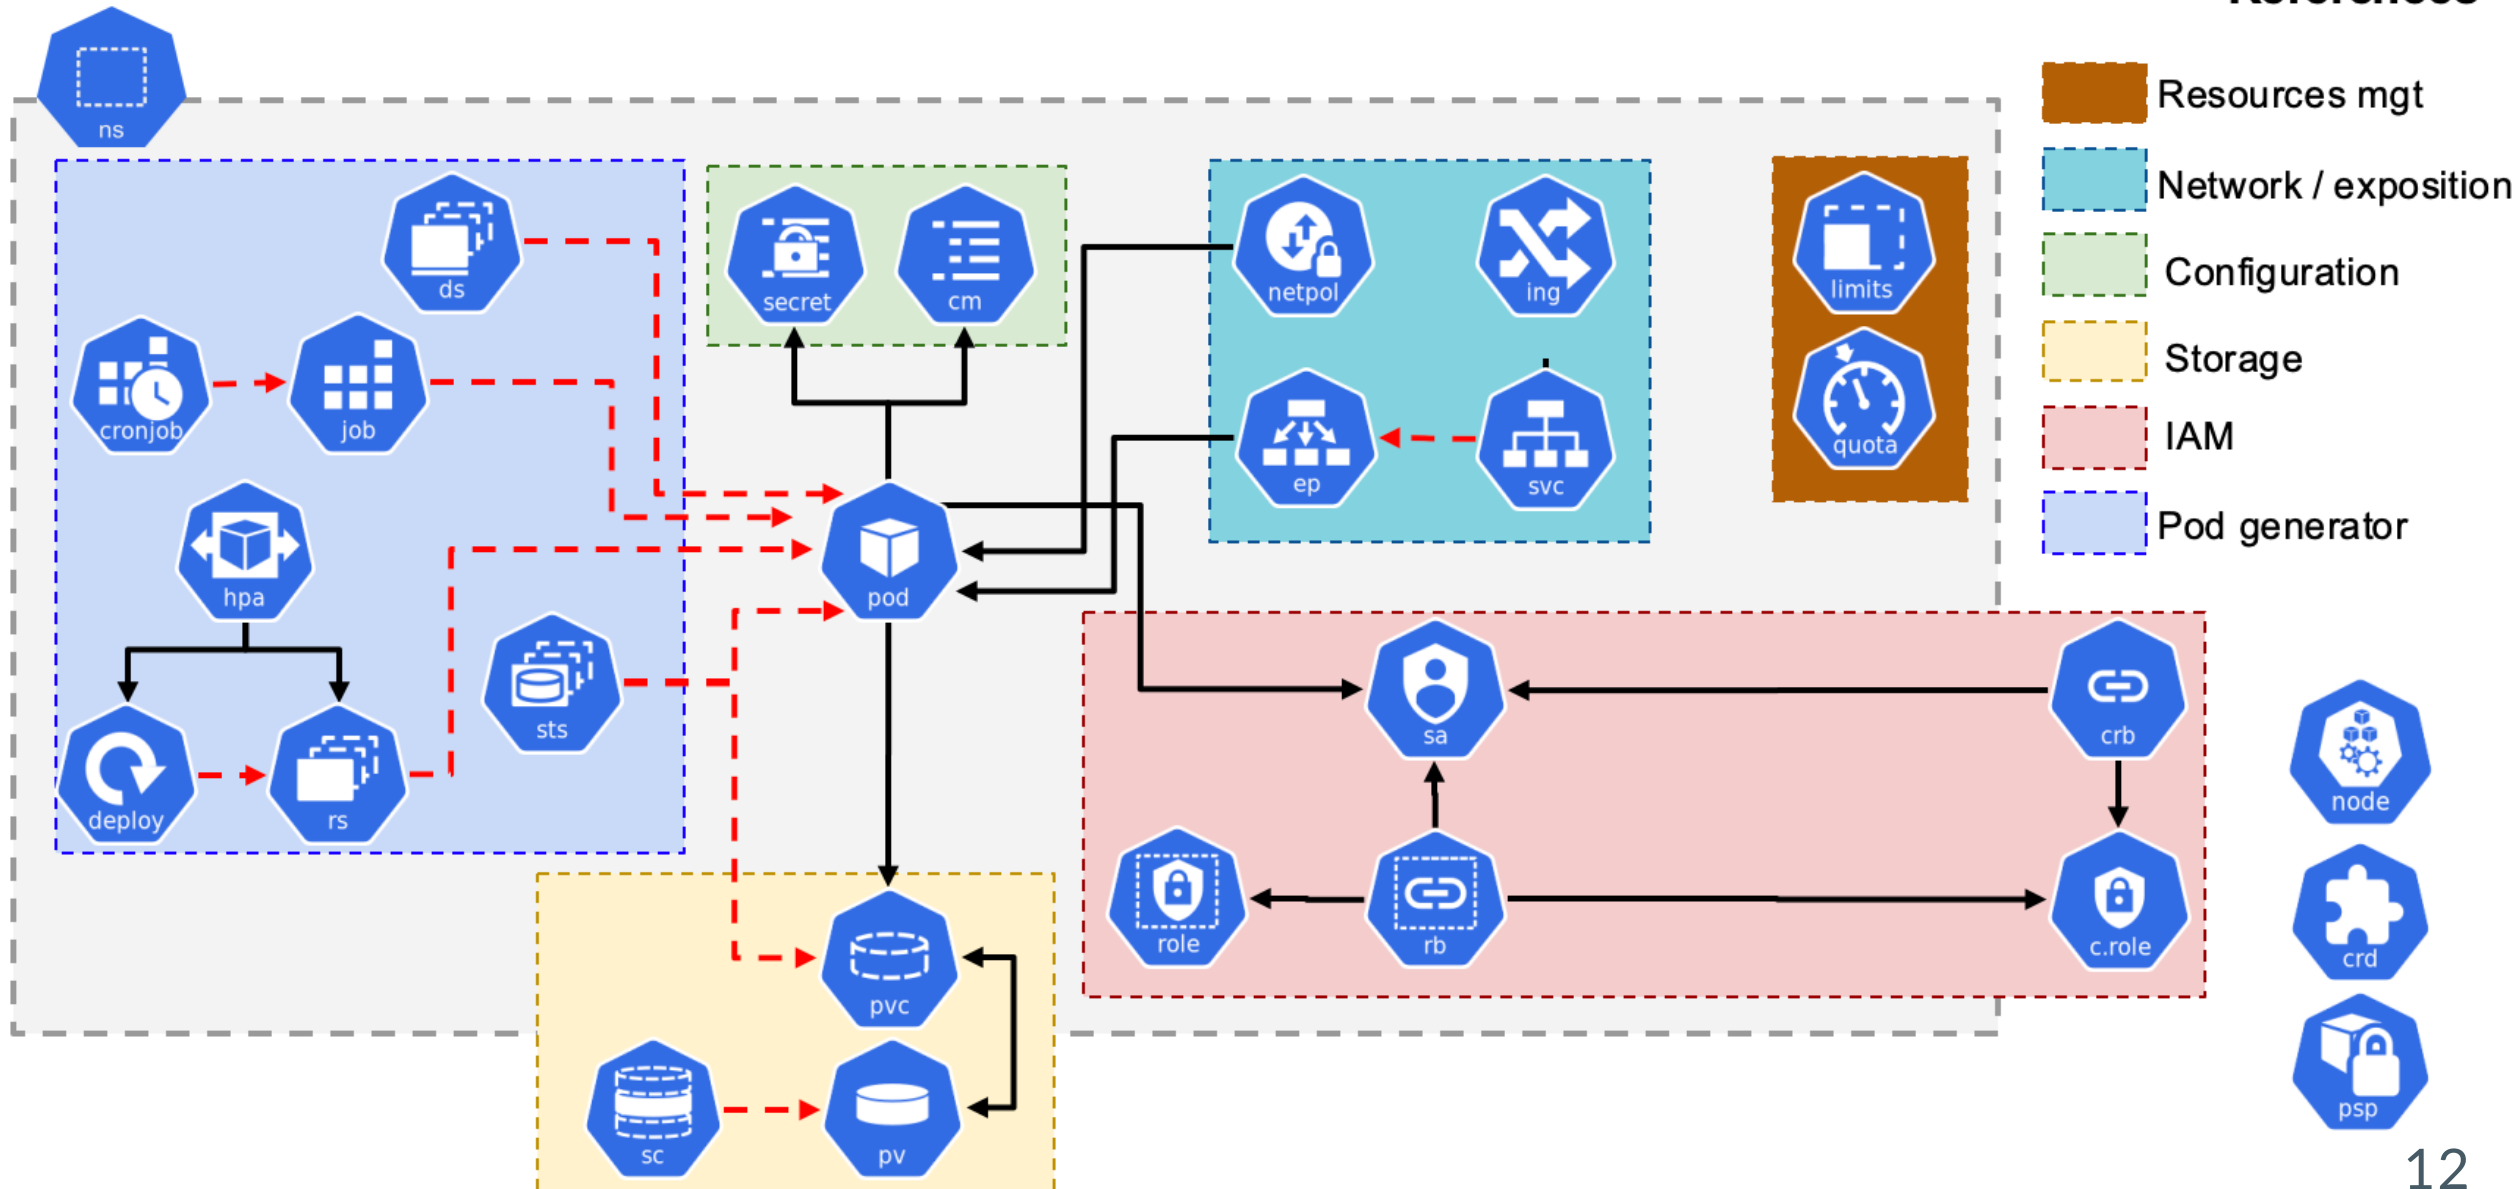 References
ns
Resources mgt
Network / exposition
Configuration
Storage
IAM
Pod generator
ds
secret
cm
netpol
ing
limits
cronjob
job
ep
svc
quota
hpa
pod
sts
sa
crb
deploy
rs
node
role
rb
c.role
crd
pvc
sc
pv
psp
12